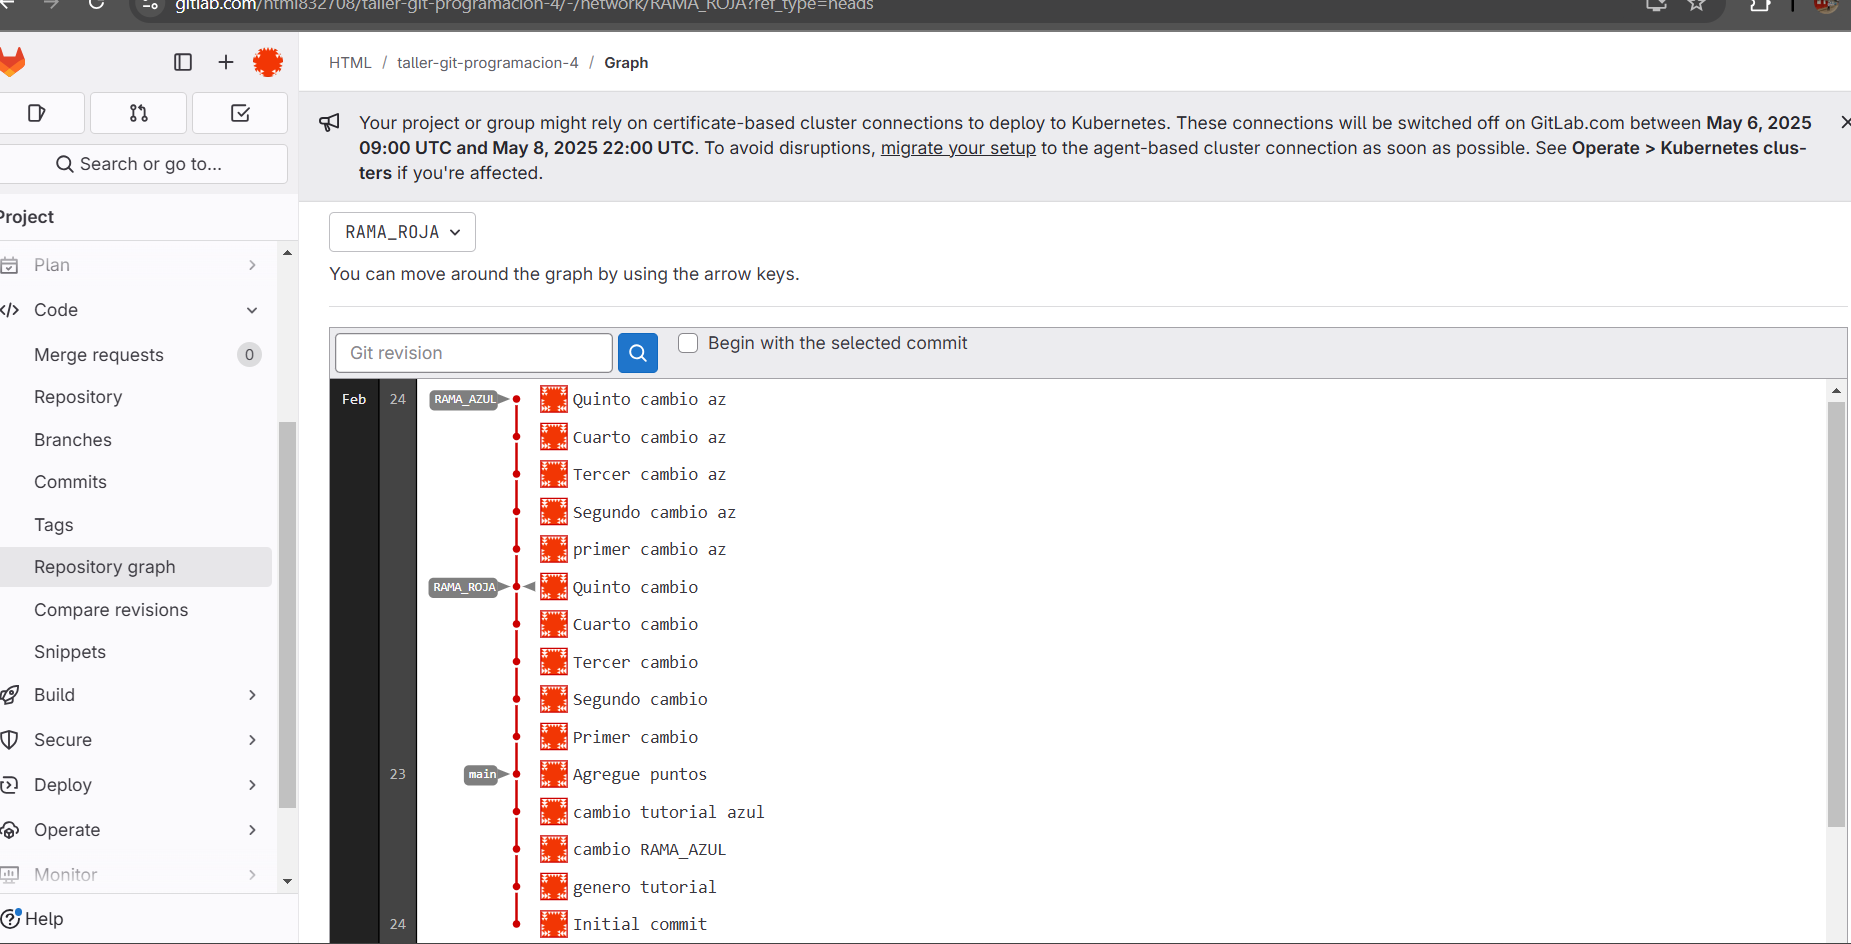 gitlab.com/html832708/taller-git-programacion-4/-/network/RAMA_ROJA?ref_type=heads
HTML / taller-git-programacion-4 / Graph
Your project or group might rely on certificate-based cluster connections to deploy to Kubernetes. These connections will be switched off on GitLab.com between May 6, 2025
09:00 UTC and May 8, 2025 22:00 UTC. To avoid disruptions, migrate your setup to the agent-based cluster connection as soon as possible. See Operate > Kubernetes clus-
ters if you're affected.
Search or go to...
Project
Plan
Code
Merge requests 0
Repository
Branches
Commits
Tags
Repository graph
Compare revisions
Snippets
Build
Secure
Deploy
Operate
Monitor
Help
RAMA_ROJA
You can move around the graph by using the arrow keys.
Git revision
Begin with the selected commit
Feb 24 RAMA_AZUL Quinto cambio az
Cuarto cambio az
Tercer cambio az
Segundo cambio az
primer cambio az
RAMA_ROJA Quinto cambio
Cuarto cambio
Tercer cambio
Segundo cambio
Primer cambio
23 main Agregue puntos
cambio tutorial azul
cambio RAMA_AZUL
genero tutorial
24 Initial commit